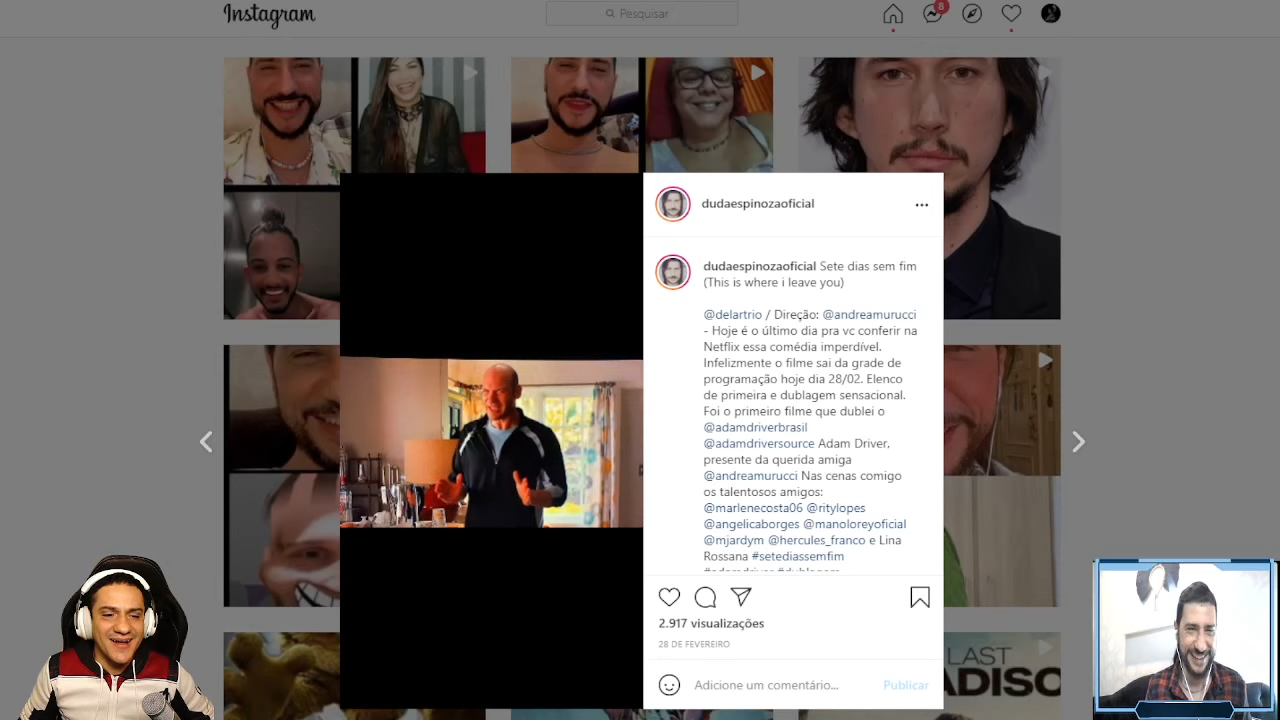 Instagram
Pesquisar
8
dudaespinozaoficial
dudaespinozaoficial Sete dias sem fim
(This is where i leave you)
@delartrio / Direção: @andreamurucci
- Hoje é o último dia pra vc conferir na
Netflix essa comédia imperdível.
Infelizmente o filme sai da grade de
programação hoje dia 28/02. Elenco
de primeira e dublagem sensacional.
Foi o primeiro filme que dublei o
@adamdriverbrasil
@adamdriversource Adam Driver,
presente da querida amiga
@andreamurucci Nas cenas comigo
os talentosos amigos:
@marlenecosta06 @ritylopes
@angelicaborges @manoloreyoficial
@mjardym @hercules_franco e Lina
Rossana #setediassemfim
#adamdriver #dublagem
2.917 visualizações
28 DE FEVEREIRO
Adicione um comentário...
Publicar
LAST